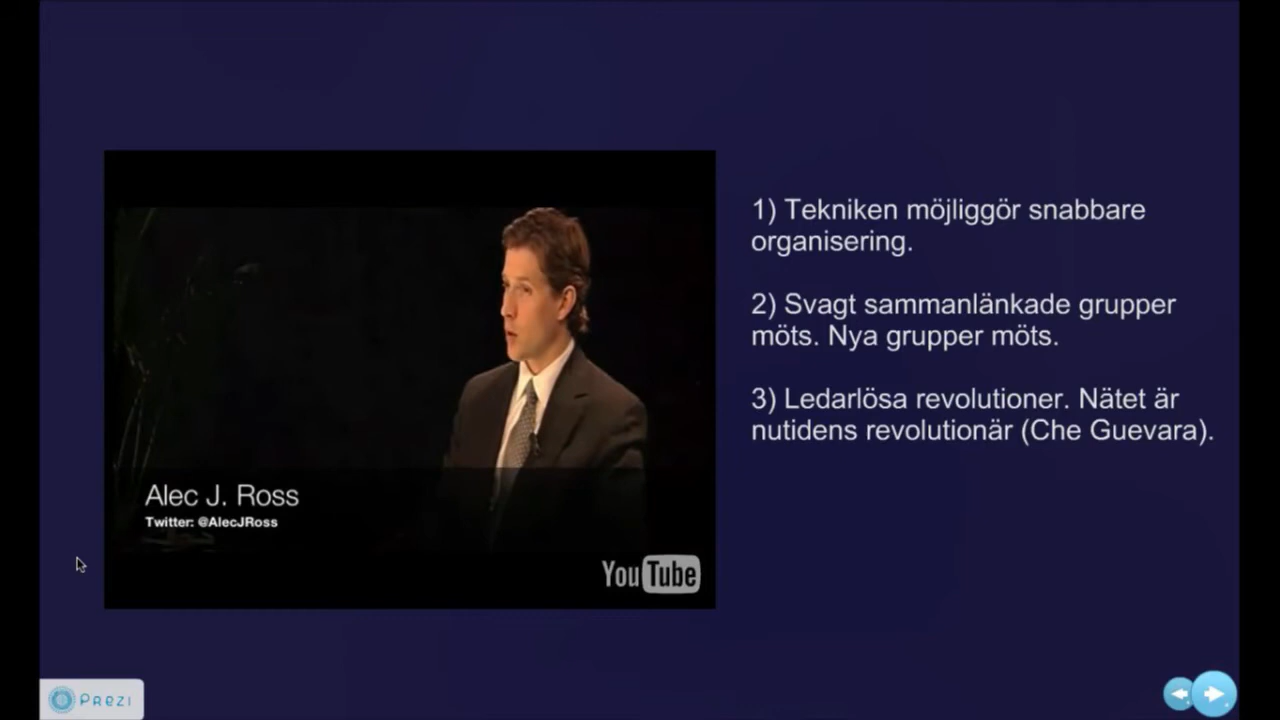 1) Tekniken möjliggör snabbare
organisering.
2) Svagt sammanlänkade grupper
möts. Nya grupper möts.
3) Ledarlösa revolutioner. Nätet är
nutidens revolutionär (Che Guevara).
Alec J. Ross
Twitter: @AlecJRoss
YouTube
Prezi